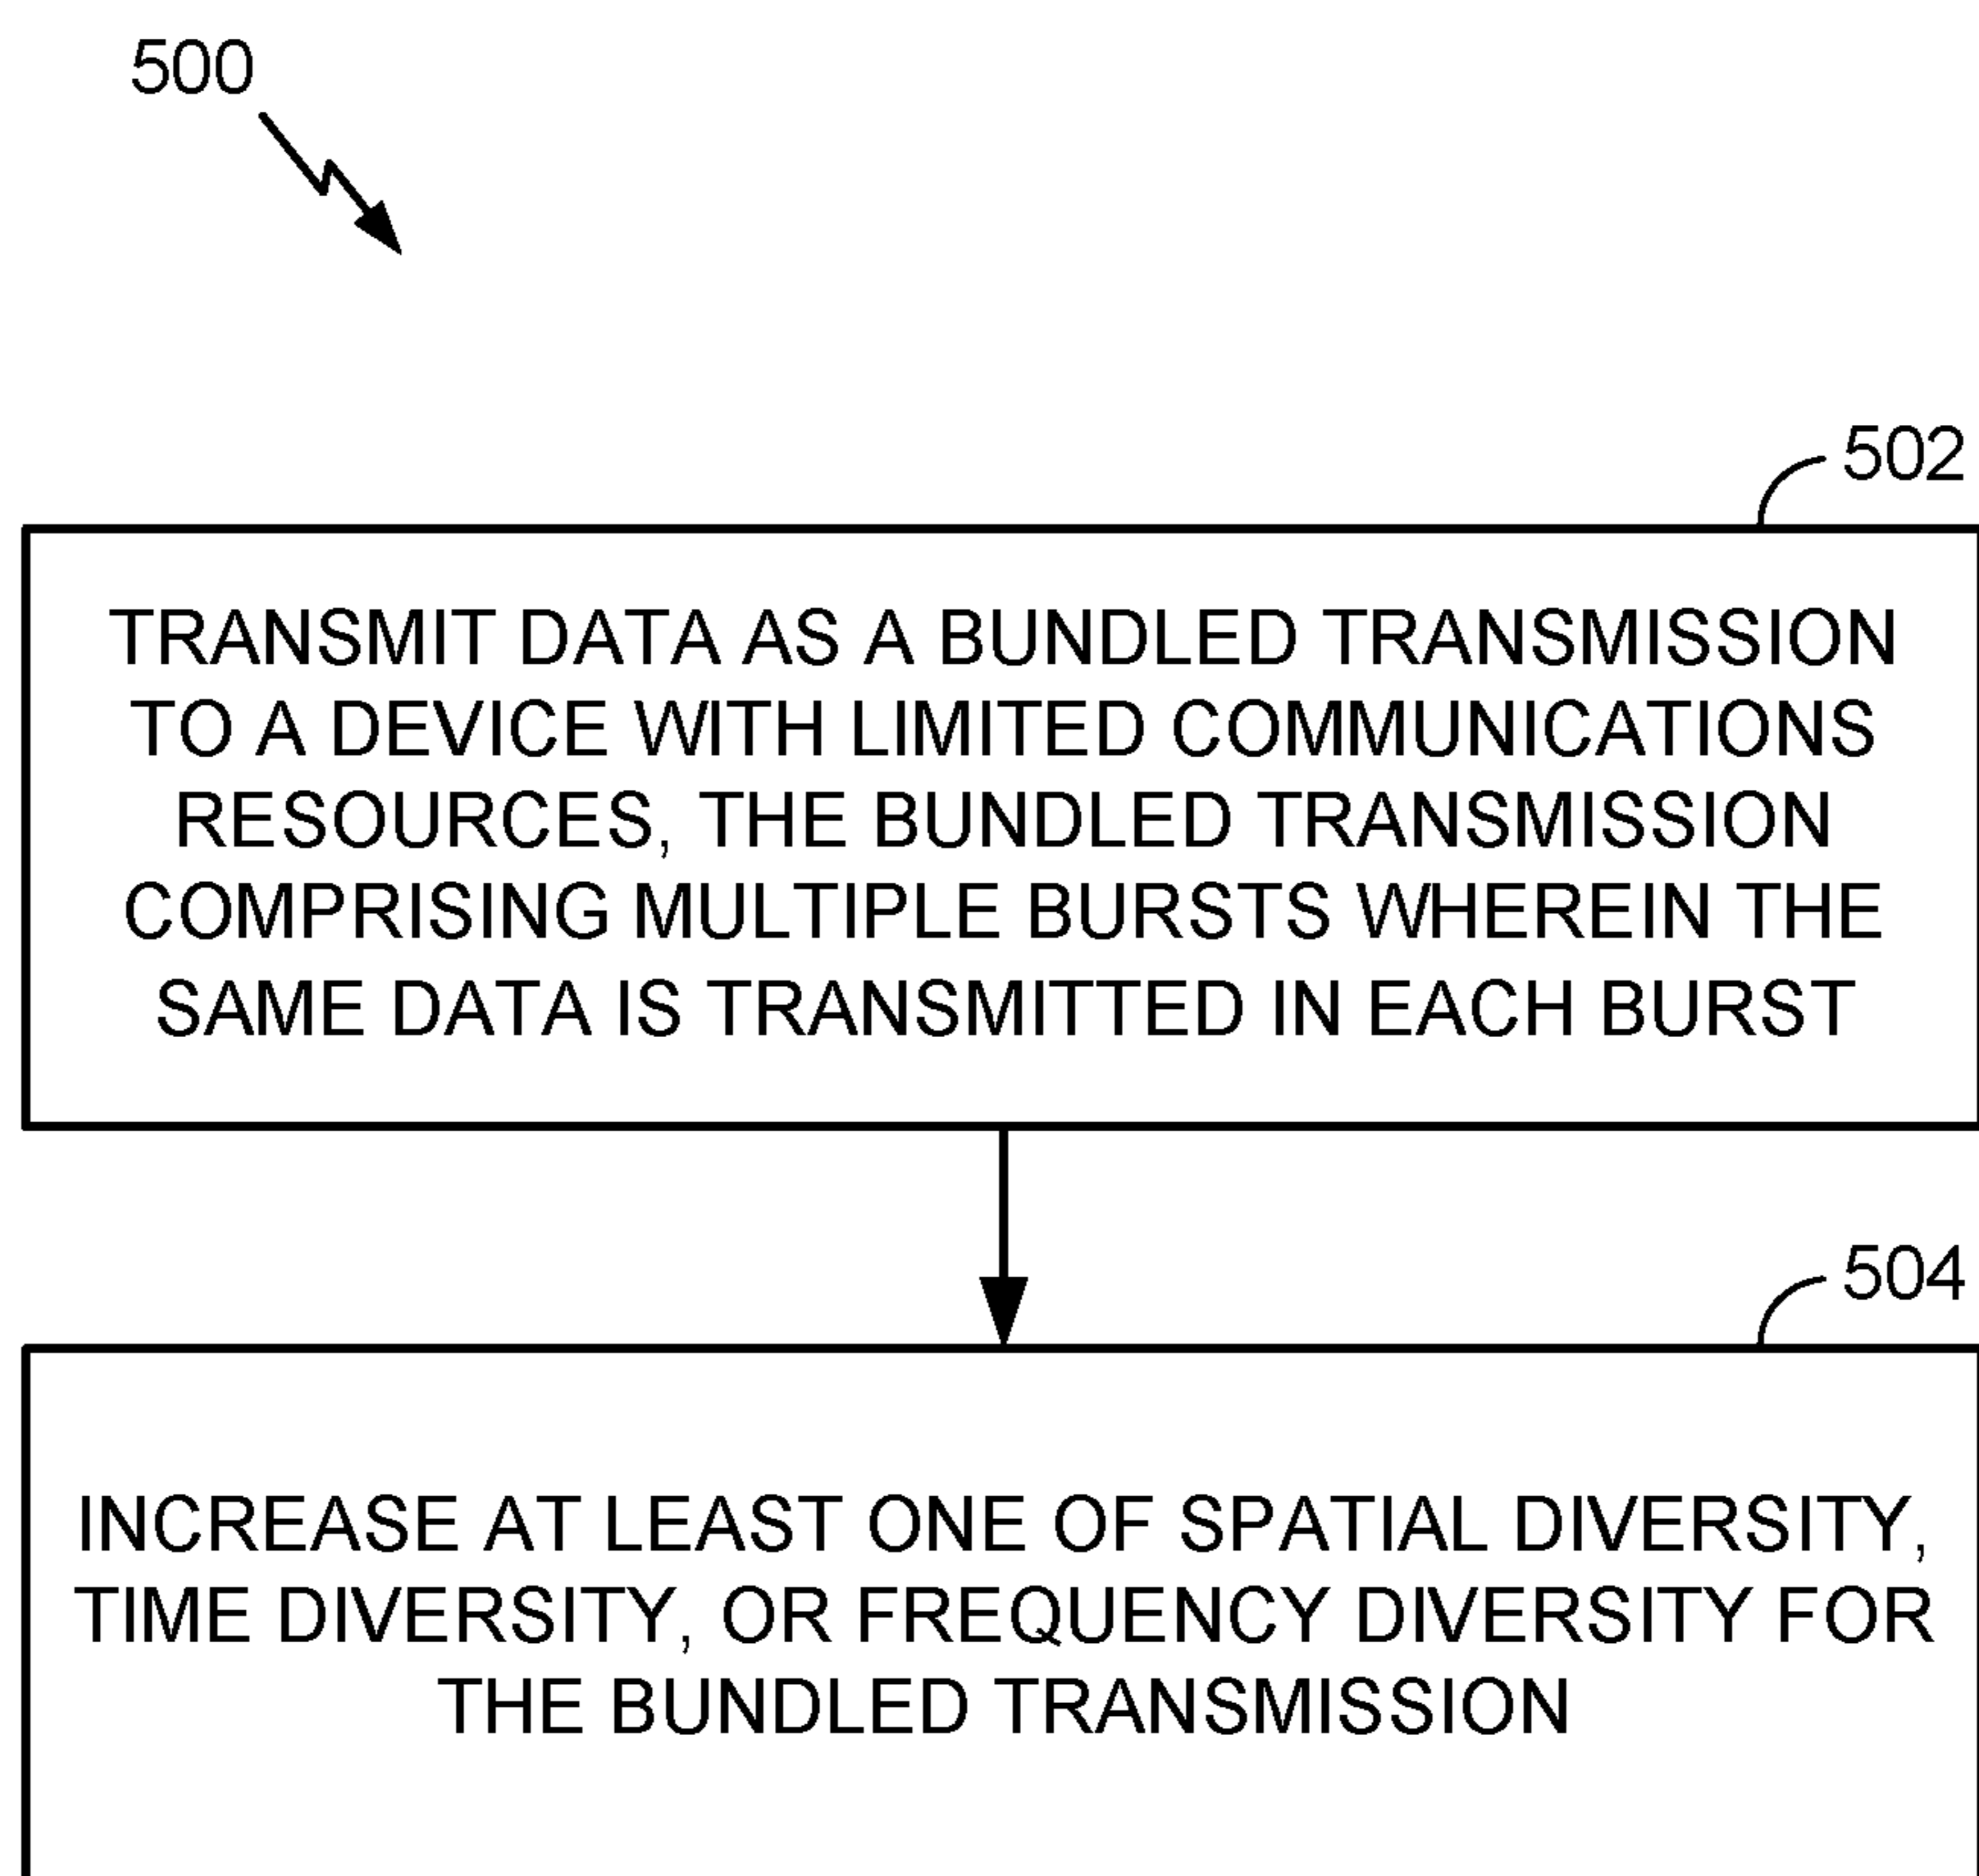 500
502
TRANSMIT DATA AS A BUNDLED TRANSMISSION
TO A DEVICE WITH LIMITED COMMUNICATIONS
RESOURCES, THE BUNDLED TRANSMISSION
COMPRISING MULTIPLE BURSTS WHEREIN THE
SAME DATA IS TRANSMITTED IN EACH BURST
504
INCREASE AT LEAST ONE OF SPATIAL DIVERSITY,
TIME DIVERSITY, OR FREQUENCY DIVERSITY FOR
THE BUNDLED TRANSMISSION